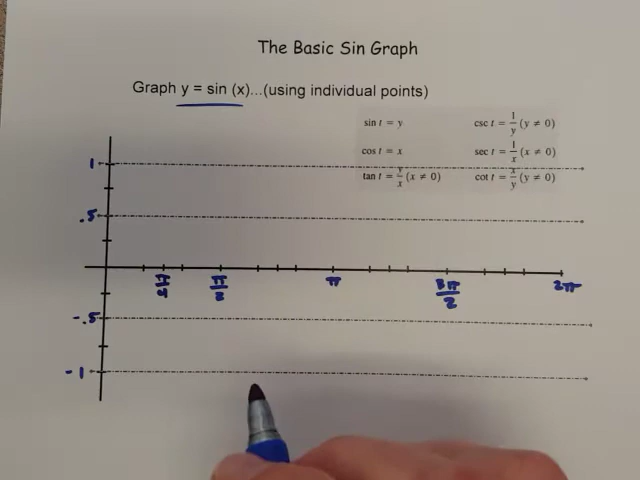 The Basic Sin Graph
Graph y = sin (x)...(using individual points)
sin t = y csc t = 1/y (y ≠ 0)
cos t = x sec t = 1/x (x ≠ 0)
tan t = y/x (x ≠ 0) cot t = x/y (y ≠ 0)
1
.5
π/4 π/2 π 3π/2 2π
-.5
-1